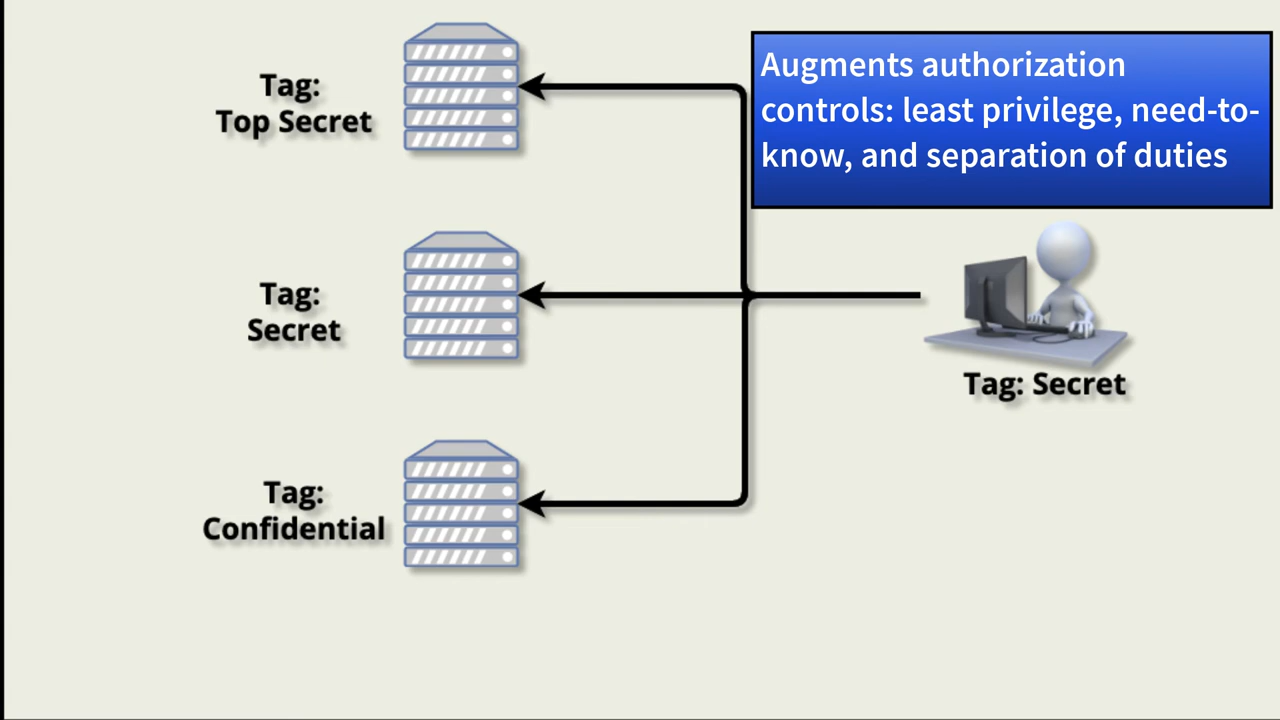 Augments authorization
controls: least privilege, need-to-
know, and separation of duties
Tag:
Top Secret
Tag:
Secret
Tag: Secret
Tag:
Confidential